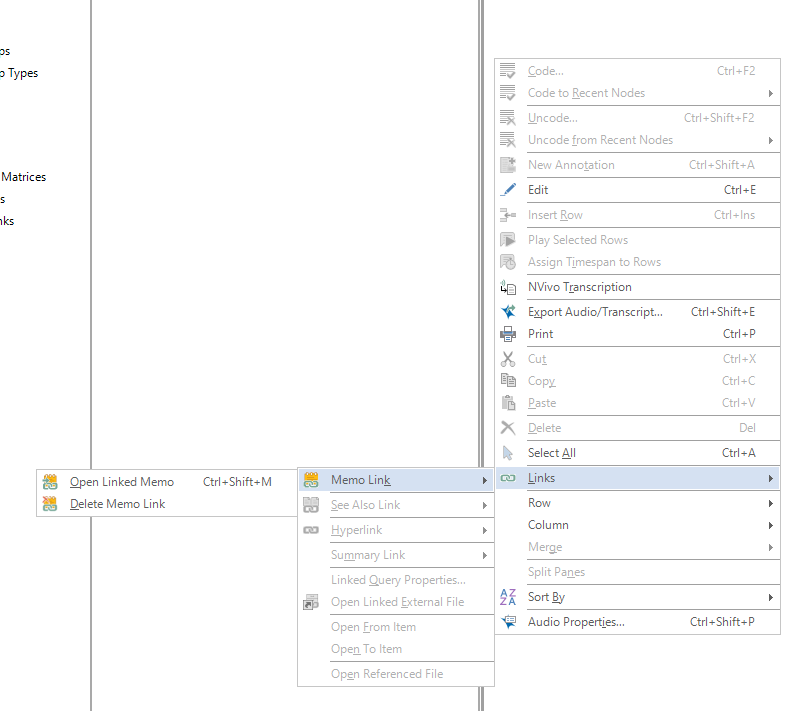 ps
p Types
Matrices
s
nks
Code... Ctrl+F2
Code to Recent Nodes
Uncode... Ctrl+Shift+F2
Uncode from Recent Nodes
New Annotation Ctrl+Shift+A
Edit Ctrl+E
Insert Row Ctrl+Ins
Play Selected Rows
Assign Timespan to Rows
NVivo Transcription
Export Audio/Transcript... Ctrl+Shift+E
Print Ctrl+P
Cut Ctrl+X
Copy Ctrl+C
Paste Ctrl+V
Delete Del
Select All Ctrl+A
Links
Row
Column
Merge
Split Panes
Sort By
Audio Properties... Ctrl+Shift+P
Memo Link
See Also Link
Hyperlink
Summary Link
Linked Query Properties...
Open Linked External File
Open From Item
Open To Item
Open Referenced File
Open Linked Memo Ctrl+Shift+M
Delete Memo Link